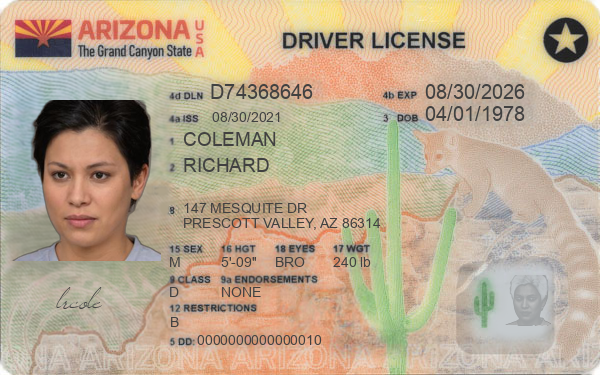 ARIZONA USA
The Grand Canyon State
DRIVER LICENSE
4d DLN D74368646
4b EXP 08/30/2026
4a ISS 08/30/2021
3 DOB 04/01/1978
1 COLEMAN
2 RICHARD
8 147 MESQUITE DR
PRESCOTT VALLEY, AZ 86314
15 SEX 16 HGT 18 EYES 17 WGT
M 5'-09" BRO 240 lb
9 CLASS 9a ENDORSEMENTS
D NONE
12 RESTRICTIONS
B
5 DD: 0000000000000010
ARIZONA ARIZONA ARIZONA ARIZONA